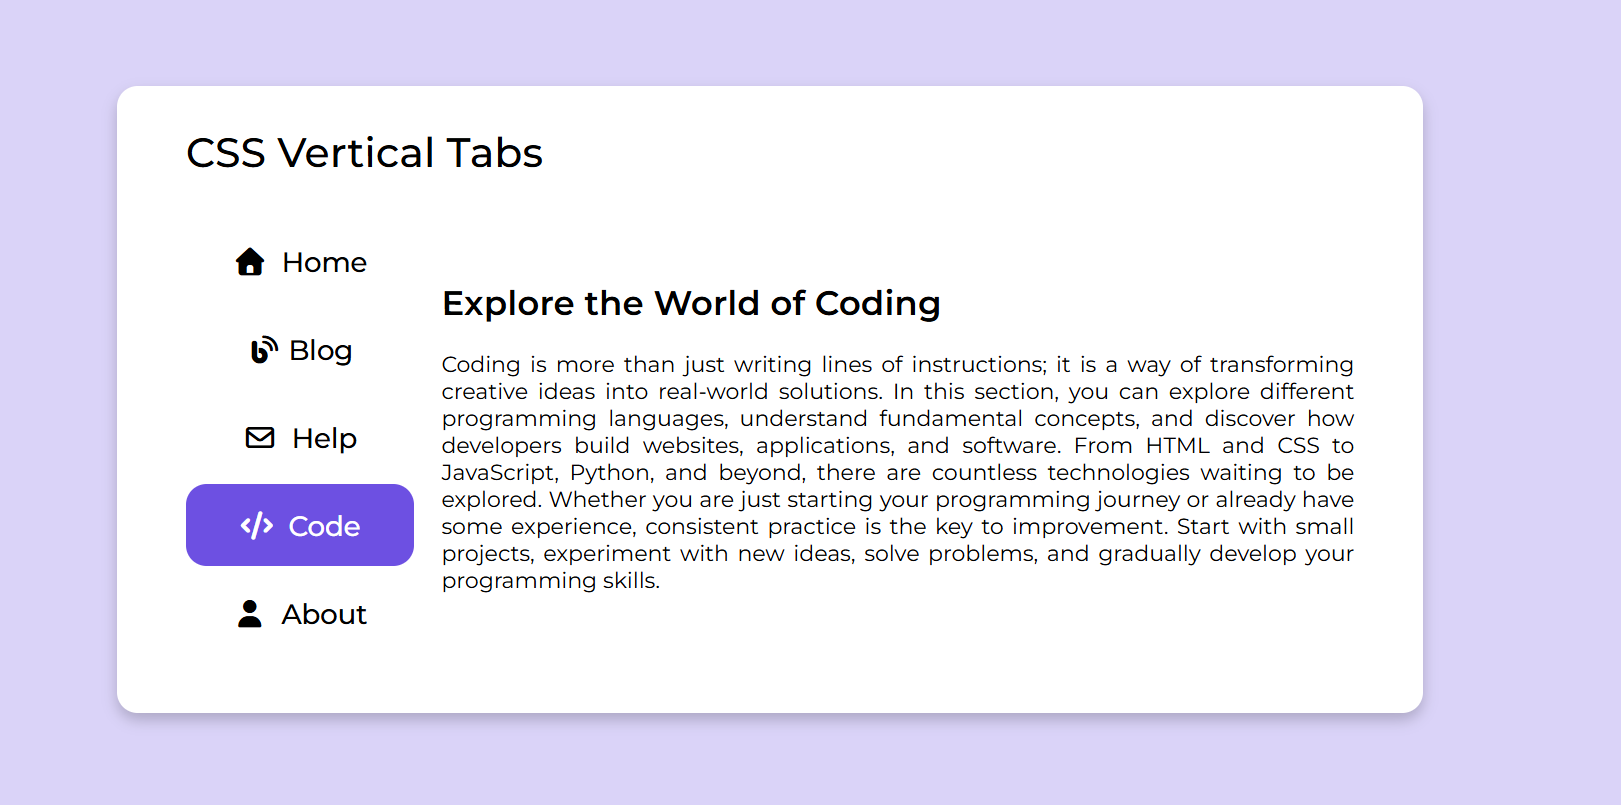 CSS Vertical Tabs
Home
Blog
Help
Code
About
Explore the World of Coding
Coding is more than just writing lines of instructions; it is a way of transforming
creative ideas into real-world solutions. In this section, you can explore different
programming languages, understand fundamental concepts, and discover how
developers build websites, applications, and software. From HTML and CSS to
JavaScript, Python, and beyond, there are countless technologies waiting to be
explored. Whether you are just starting your programming journey or already have
some experience, consistent practice is the key to improvement. Start with small
projects, experiment with new ideas, solve problems, and gradually develop your
programming skills.